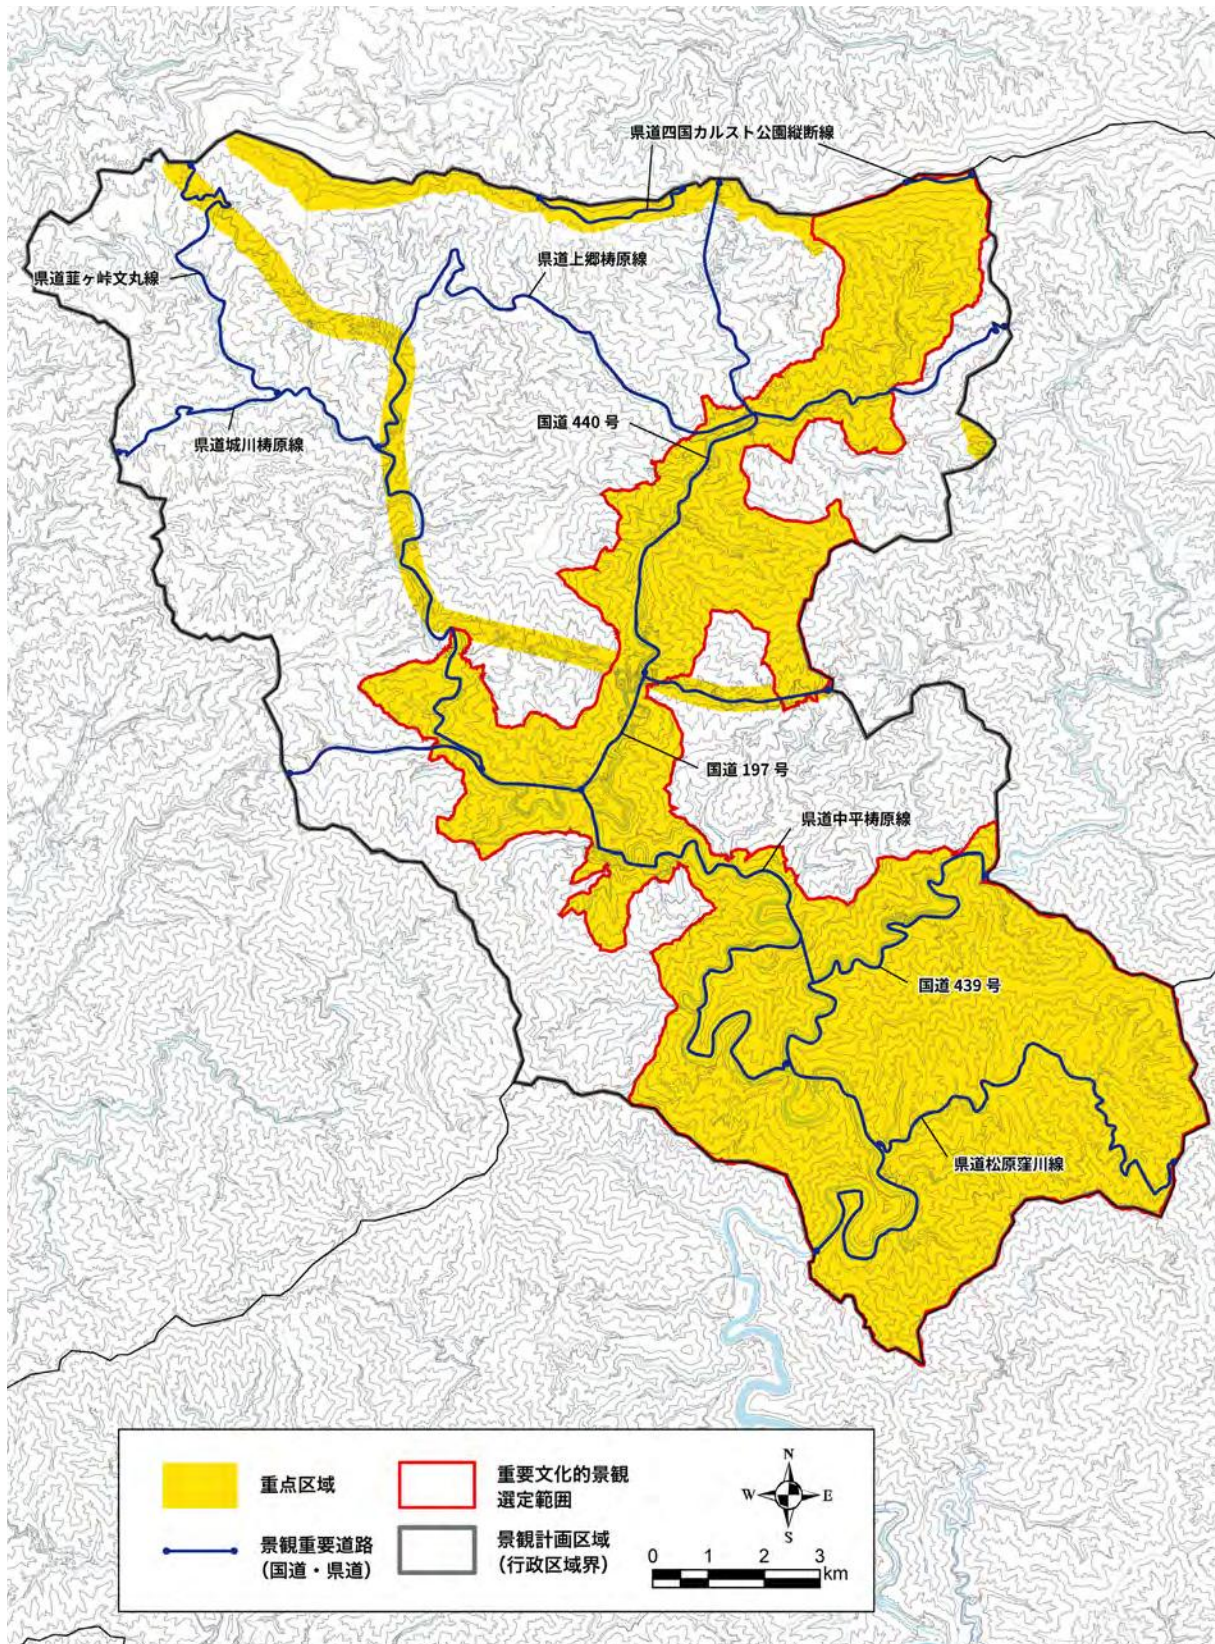 県道四国カルスト公園縦断線
県道上郷梼原線
県道韮ヶ峠文丸線
国道 440 号
県道城川梼原線
国道 197 号
県道中平梼原線
国道 439 号
県道松原窪川線
重点区域
重要文化的景観
選定範囲
景観重要道路
(国道・県道)
景観計画区域
(行政区域界)
N
W
E
S
0 1 2 3
km